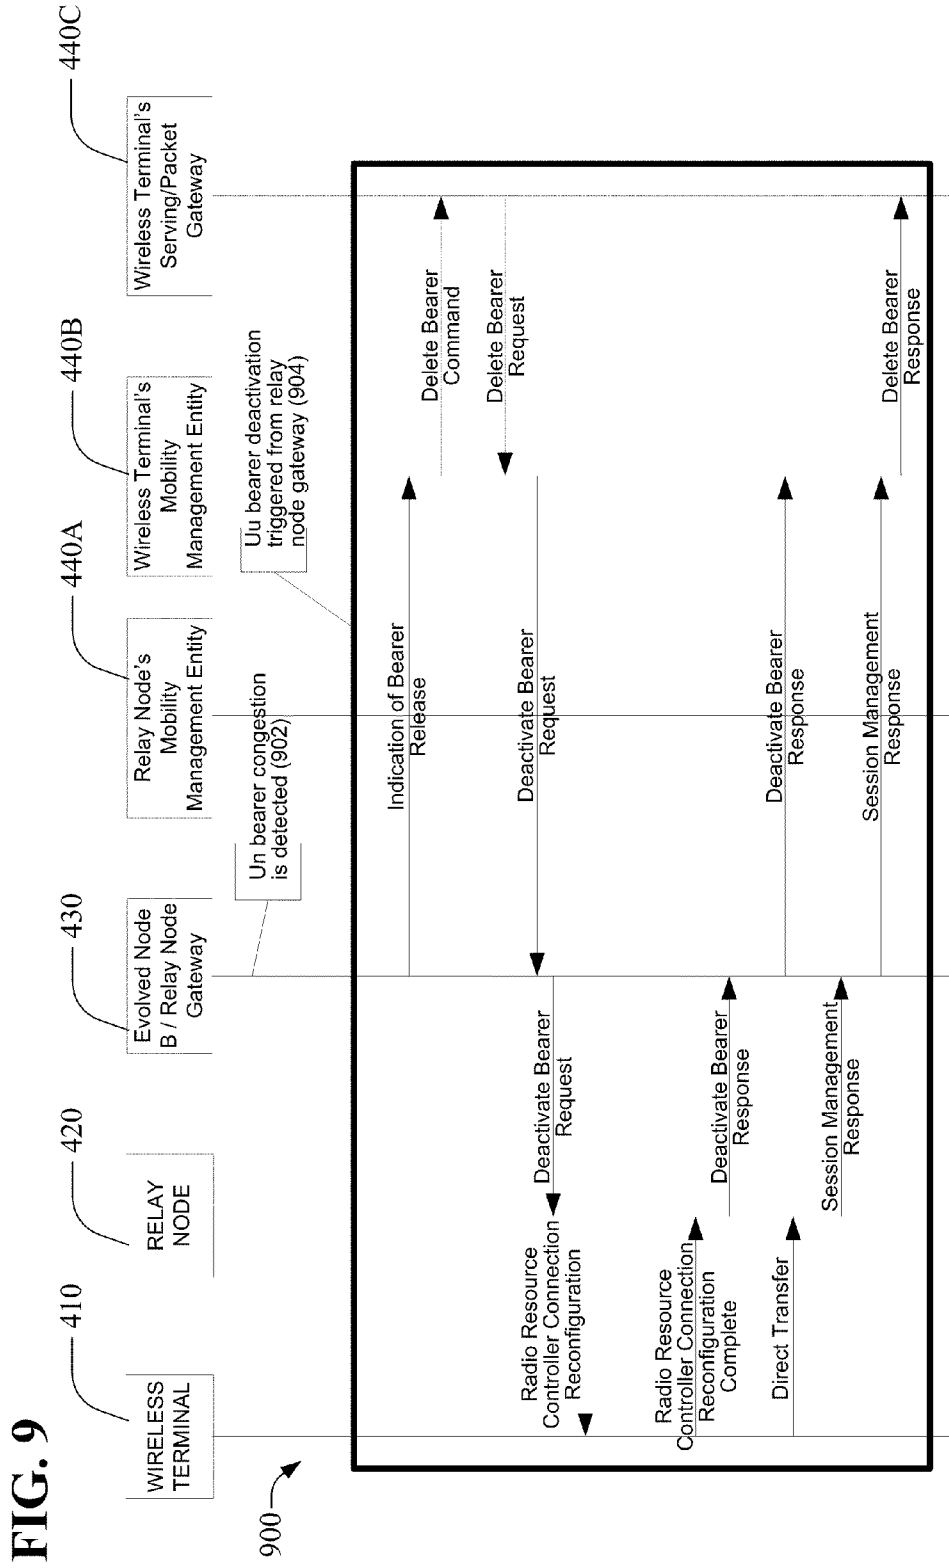 FIG. 9
900
410
420
430
440A
440B
440C
WIRELESS
TERMINAL
RELAY
NODE
Evolved Node
B / Relay Node
Gateway
Relay Node's
Mobility
Management Entity
Wireless Terminal's
Mobility
Management Entity
Wireless Terminal's
Serving/Packet
Gateway
Un bearer congestion
is detected (902)
Uu bearer deactivation
triggered from relay
node gateway (904)
Indication of Bearer
Release
Delete Bearer
Command
Delete Bearer
Request
Deactivate Bearer
Request
Deactivate Bearer
Request
Radio Resource
Controller Connection
Reconfiguration
Radio Resource
Controller Connection
Reconfiguration
Complete
Deactivate Bearer
Response
Deactivate Bearer
Response
Direct Transfer
Session Management
Response
Session Management
Response
Delete Bearer
Response